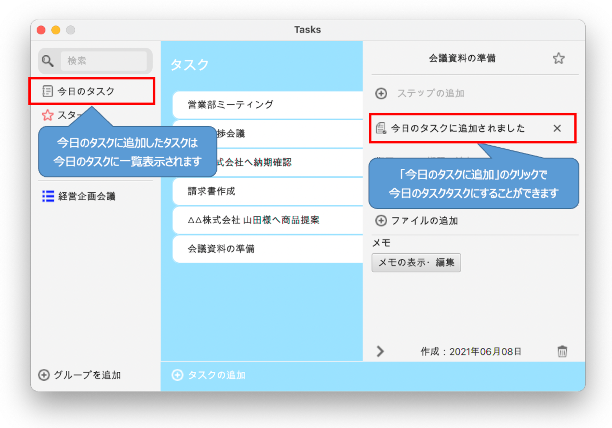 Tasks
検索
今日のタスク
スター
今日のタスクに追加したタスクは
今日のタスクに一覧表示されます
経営企画会議
グループを追加
タスク
営業部ミーティング
捗会議
式会社へ納期確認
請求書作成
△△株式会社 山田様へ商品提案
会議資料の準備
タスクの追加
会議資料の準備
ステップの追加
今日のタスクに追加されました
「今日のタスクに追加」のクリックで
今日のタスクタスクにすることができます
ファイルの追加
メモ
メモの表示・編集
作成：2021年06月08日